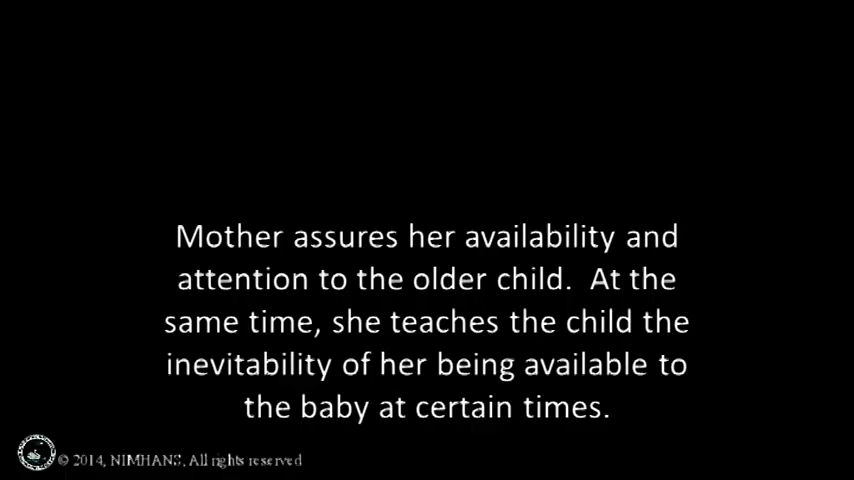 Mother assures her availability and
attention to the older child.  At the
same time, she teaches the child the
inevitability of her being available to
the baby at certain times.
© 2014, NIMHANS, All rights reserved